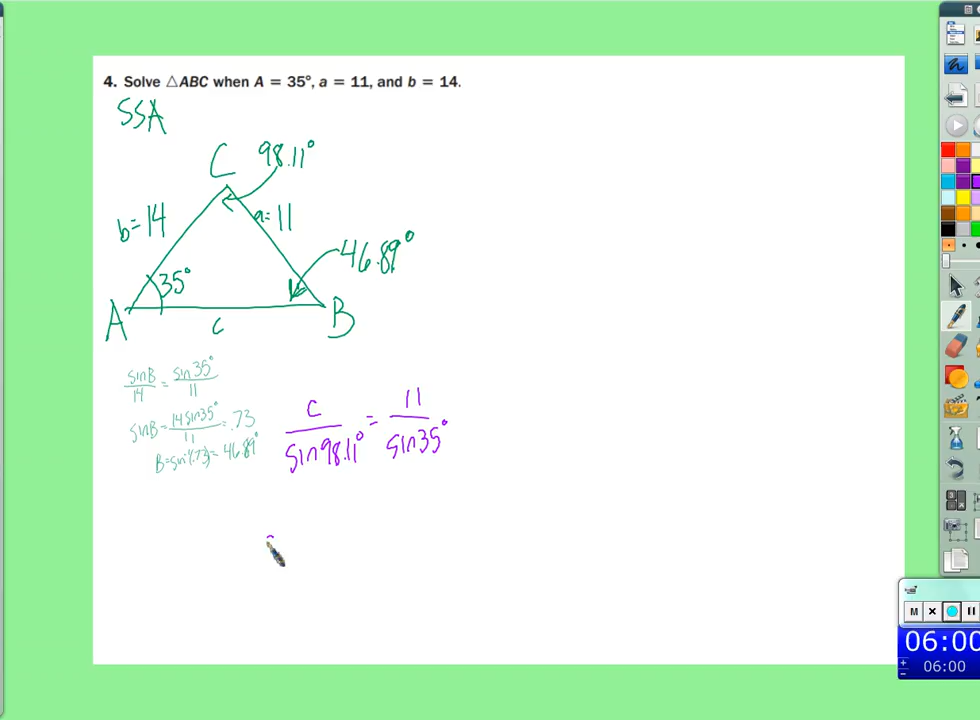 4. Solve △ABC when A = 35°, a = 11, and b = 14.
SSA
C
98.11°
b=14
a=11
46.89°
35°
A
c
B
sinB/14 = sin35°/11
sinB = 14sin35°/11 = .73
B=sin⁻¹(.73)= 46.89°
c/sin98.11° = 11/sin35°
M
06:00
06:00